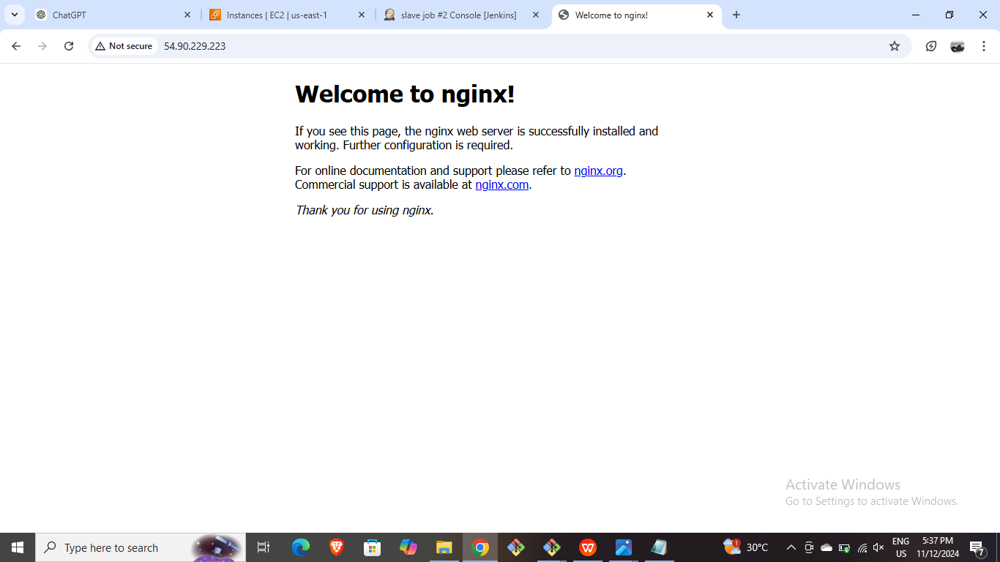 ChatGPT
Instances | EC2 | us-east-1
slave job #2 Console [Jenkins]
Welcome to nginx!
Not secure
54.90.229.223
Welcome to nginx!
If you see this page, the nginx web server is successfully installed and
working. Further configuration is required.
For online documentation and support please refer to nginx.org.
Commercial support is available at nginx.com.
Thank you for using nginx.
Activate Windows
Go to Settings to activate Windows.
Type here to search
W
1
30°C
ENG
US
5:37 PM
11/12/2024
7